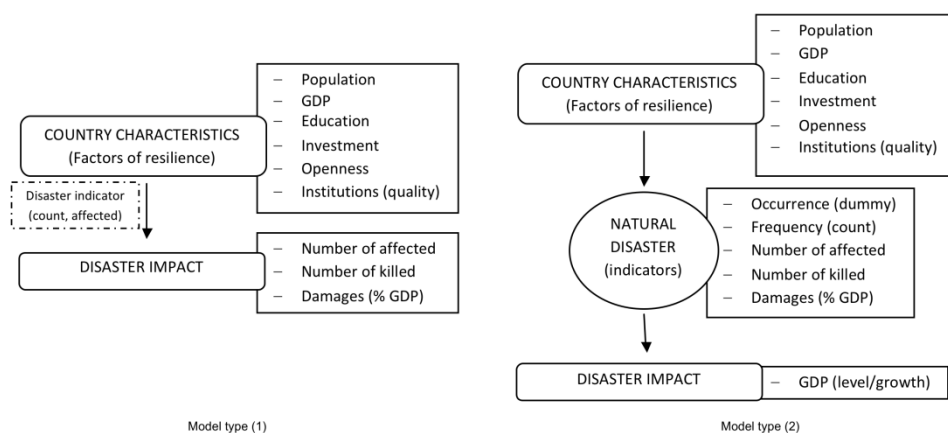 – Population
– GDP
COUNTRY CHARACTERISTICS
– Education
(Factors of resilience)
– Investment
– Openness
– Institutions (quality)
Disaster indicator
(count, affected)
DISASTER IMPACT
– Number of affected
– Number of killed
– Damages (% GDP)
Model type (1)
– Population
– GDP
COUNTRY CHARACTERISTICS
– Education
(Factors of resilience)
– Investment
– Openness
– Institutions (quality)
NATURAL
DISASTER
(indicators)
– Occurrence (dummy)
– Frequency (count)
– Number of affected
– Number of killed
– Damages (% GDP)
DISASTER IMPACT
– GDP (level/growth)
Model type (2)